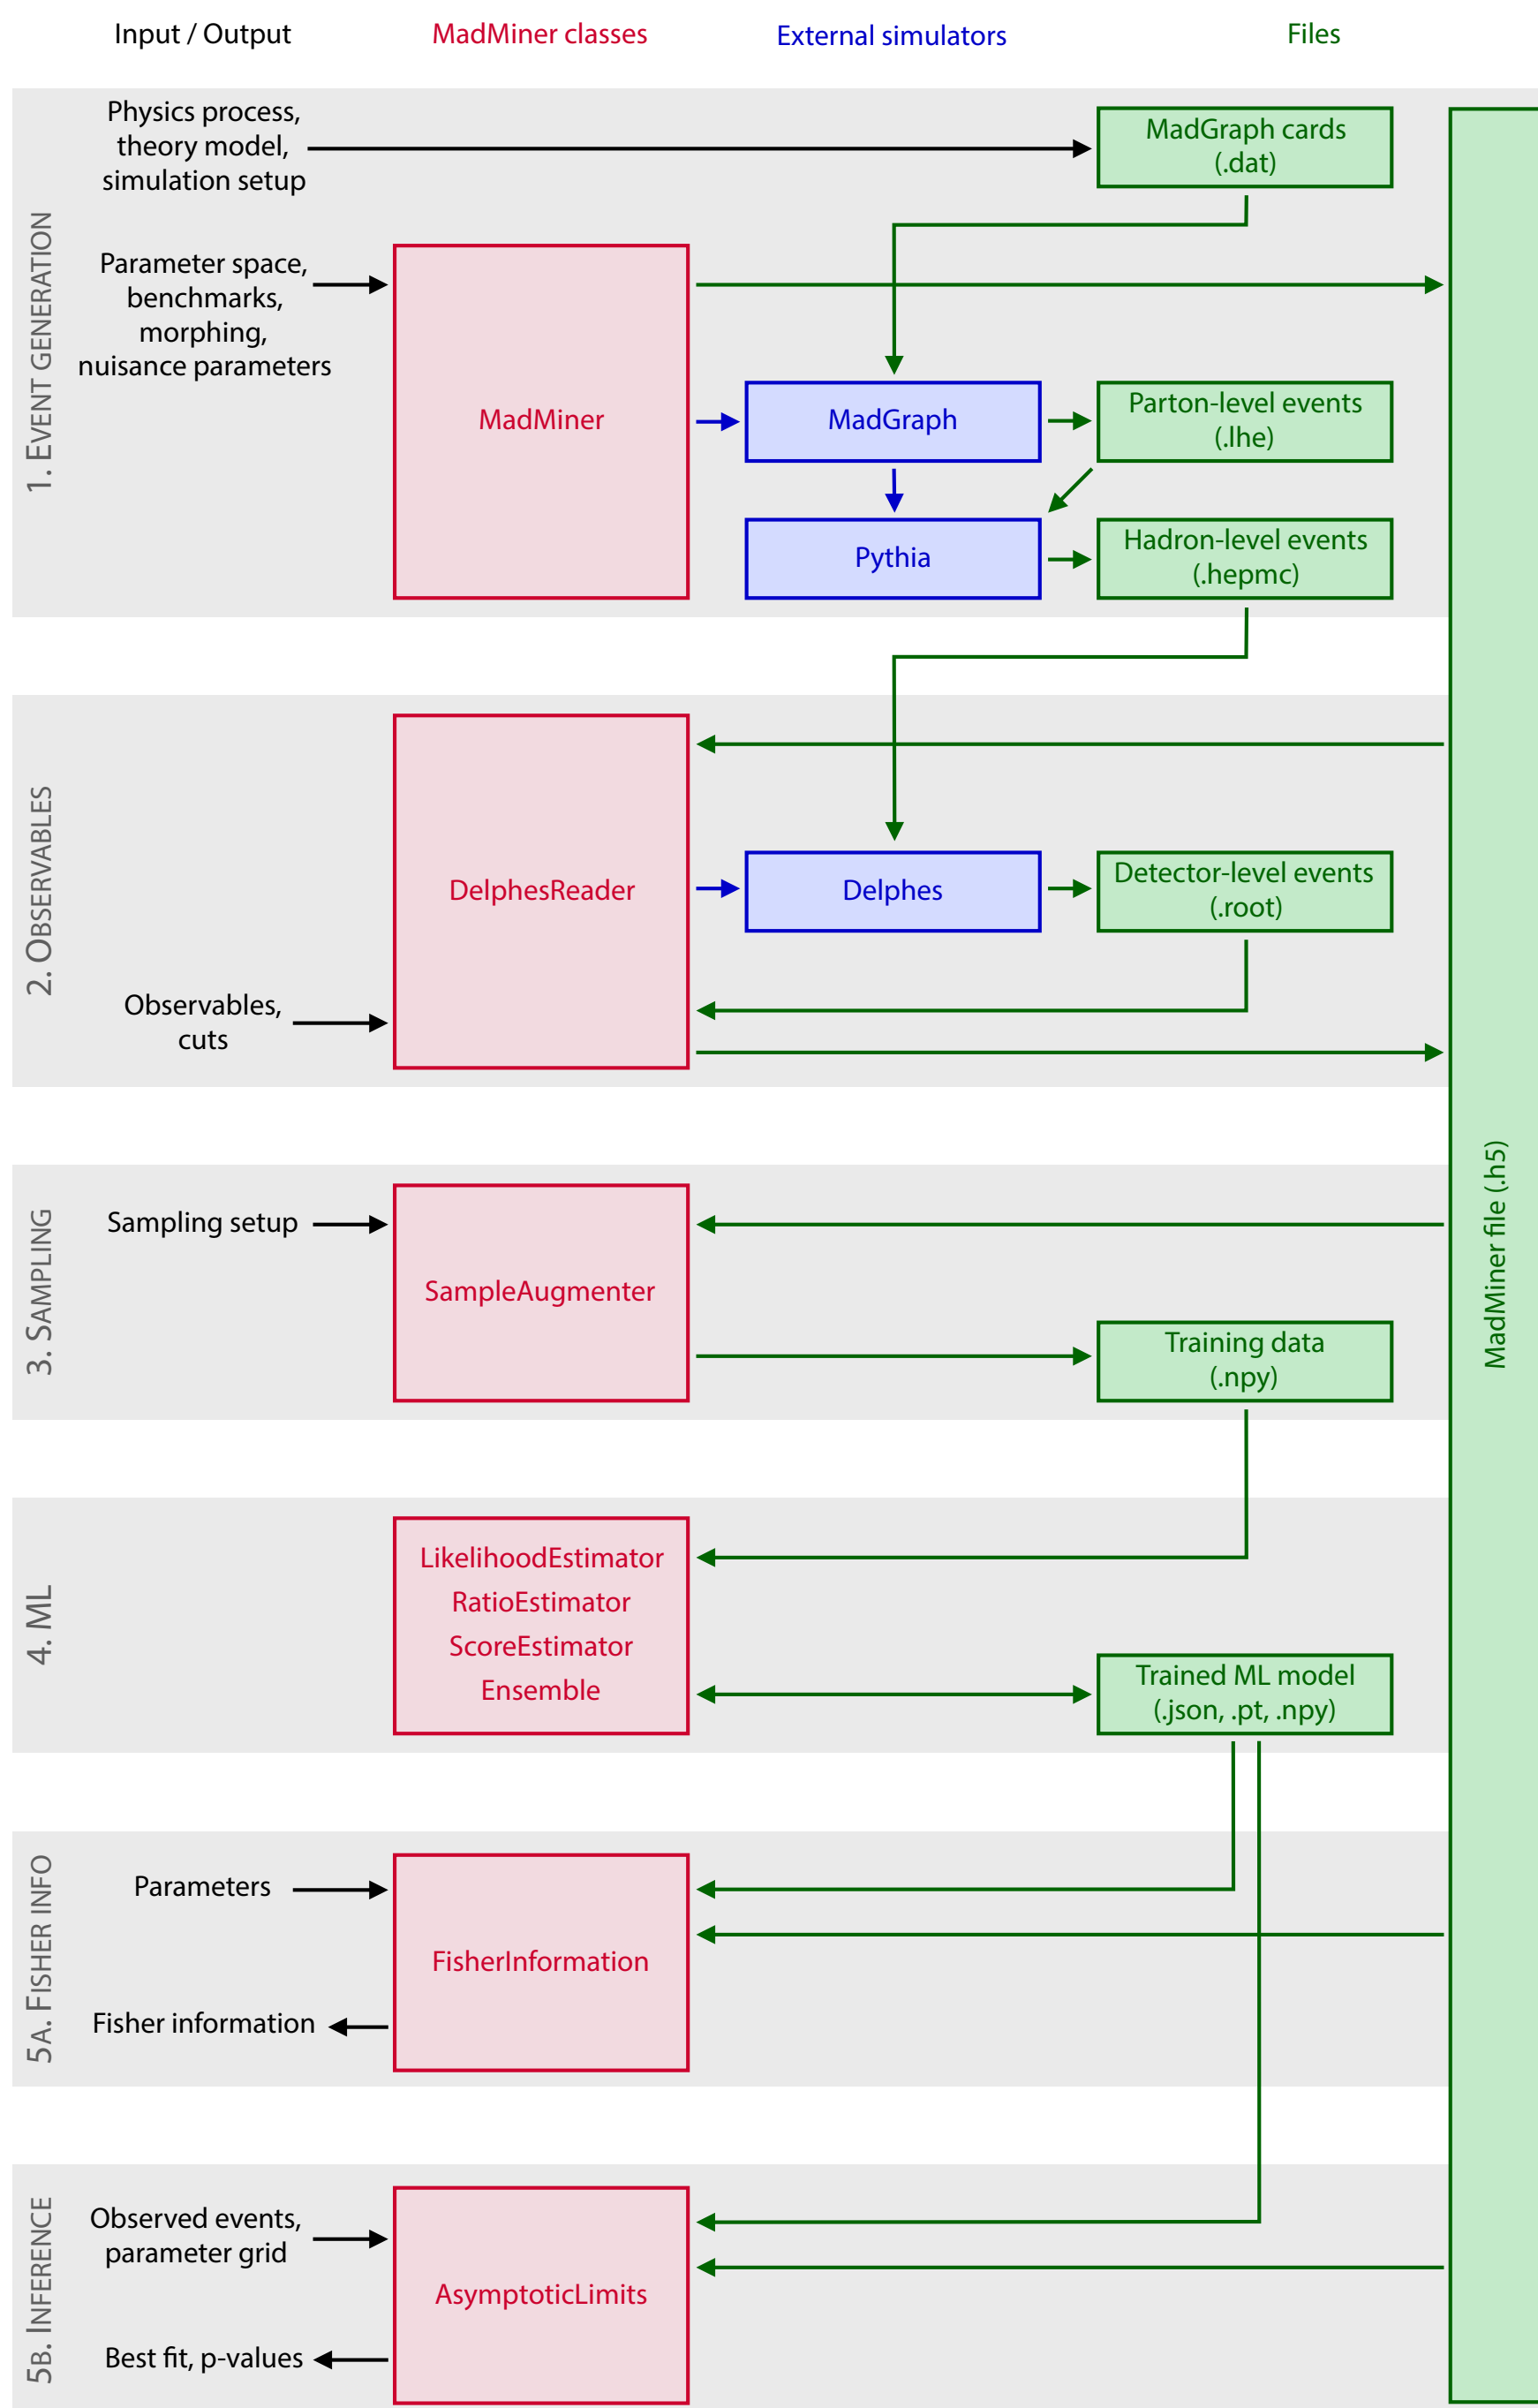 Input / Output
MadMiner classes
External simulators
Files
1. EVENT GENERATION
Physics process,
theory model,
simulation setup
MadGraph cards
(.dat)
Parameter space,
benchmarks,
morphing,
nuisance parameters
MadMiner
MadGraph
Parton-level events
(.lhe)
Pythia
Hadron-level events
(.hepmc)
2. OBSERVABLES
DelphesReader
Delphes
Detector-level events
(.root)
Observables,
cuts
MadMiner file (.h5)
3. SAMPLING
Sampling setup
SampleAugmenter
Training data
(.npy)
4. ML
LikelihoodEstimator
RatioEstimator
ScoreEstimator
Ensemble
Trained ML model
(.json, .pt, .npy)
5A. FISHER INFO
Parameters
FisherInformation
Fisher information
5B. INFERENCE
Observed events,
parameter grid
AsymptoticLimits
Best fit, p-values